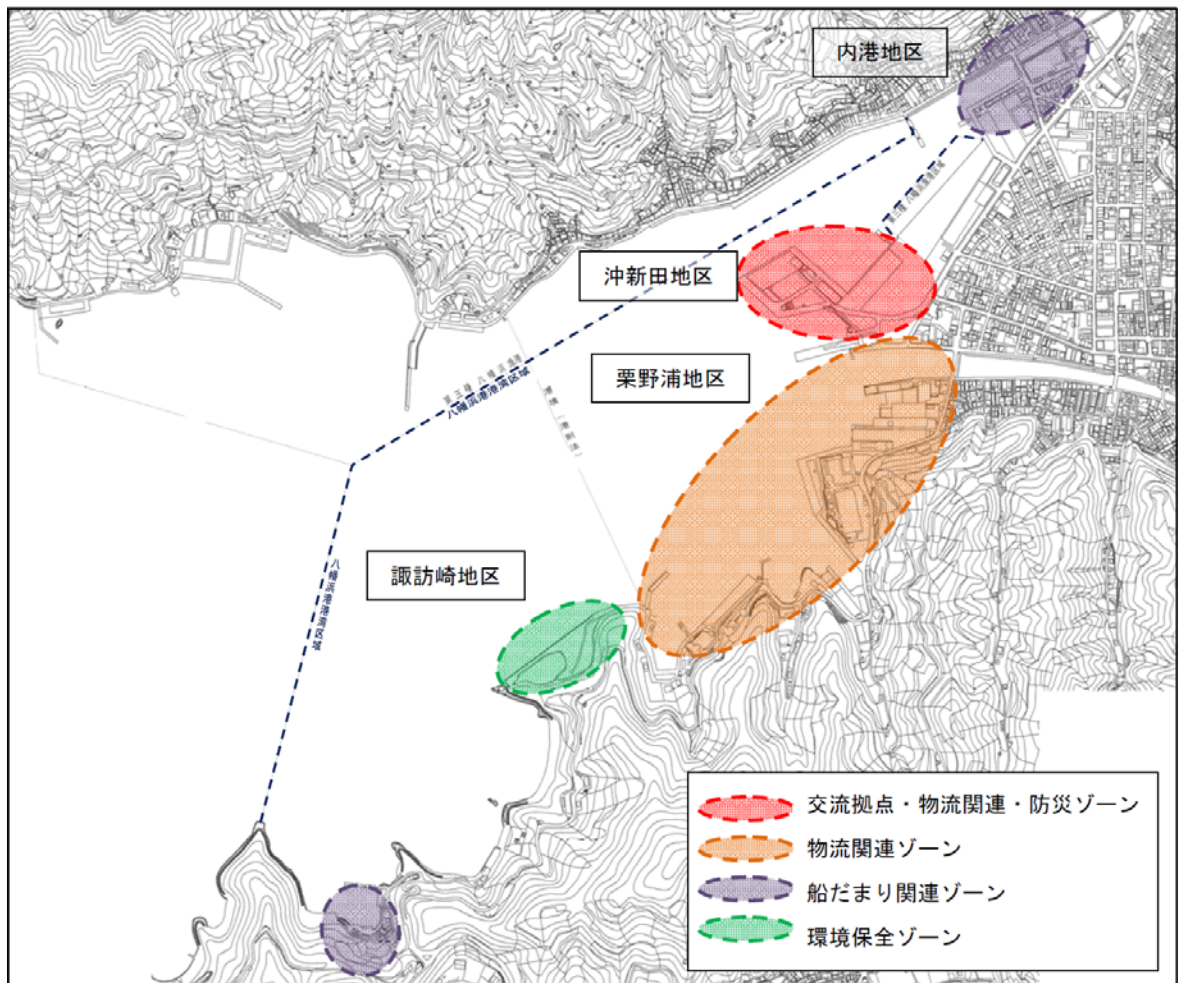 内港地区
沖新田地区
栗野浦地区
諏訪崎地区
八幡浜港港湾区域
八幡浜港港湾区域
交流拠点・物流関連・防災ゾーン
物流関連ゾーン
船だまり関連ゾーン
環境保全ゾーン